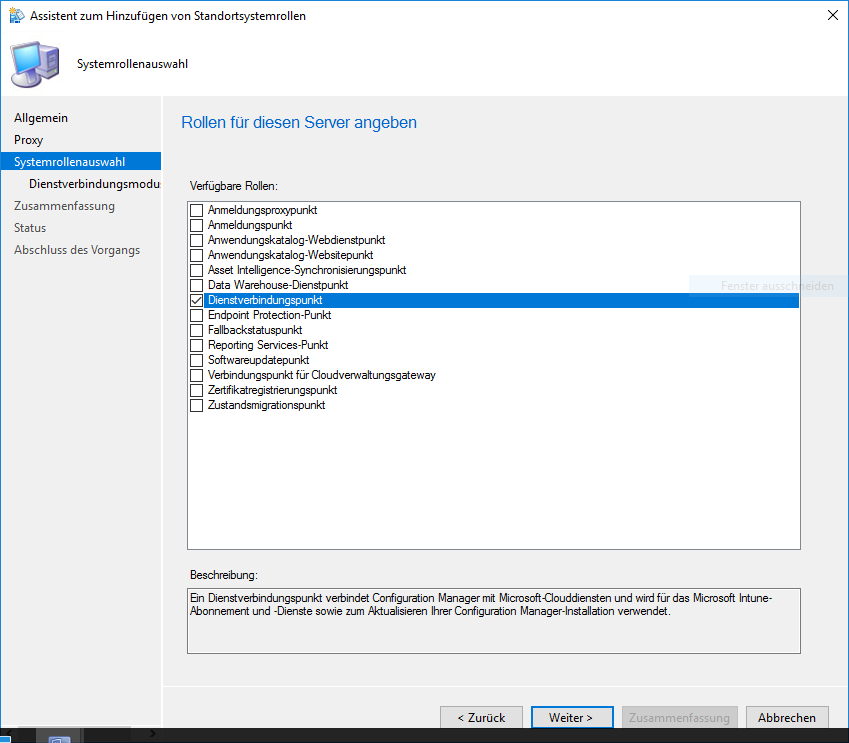 Assistent zum Hinzufügen von Standortsystemrollen
Systemrollenauswahl
Allgemein
Proxy
Systemrollenauswahl
Dienstverbindungsmodu
Zusammenfassung
Status
Abschluss des Vorgangs
Rollen für diesen Server angeben
Verfügbare Rollen:
Anmeldungsproxypunkt
Anmeldungspunkt
Anwendungskatalog-Webdienstpunkt
Anwendungskatalog-Websitepunkt
Asset Intelligence-Synchronisierungspunkt
Data Warehouse-Dienstpunkt
Dienstverbindungspunkt
Endpoint Protection-Punkt
Fallbackstatuspunkt
Reporting Services-Punkt
Softwareupdatepunkt
Verbindungspunkt für Cloudverwaltungsgateway
Zertifikatregistrierungspunkt
Zustandsmigrationspunkt
Fenster ausschneiden
Beschreibung:
Ein Dienstverbindungspunkt verbindet Configuration Manager mit Microsoft-Clouddiensten und wird für das Microsoft Intune-
Abonnement und -Dienste sowie zum Aktualisieren Ihrer Configuration Manager-Installation verwendet.
< Zurück
Weiter >
Zusammenfassung
Abbrechen